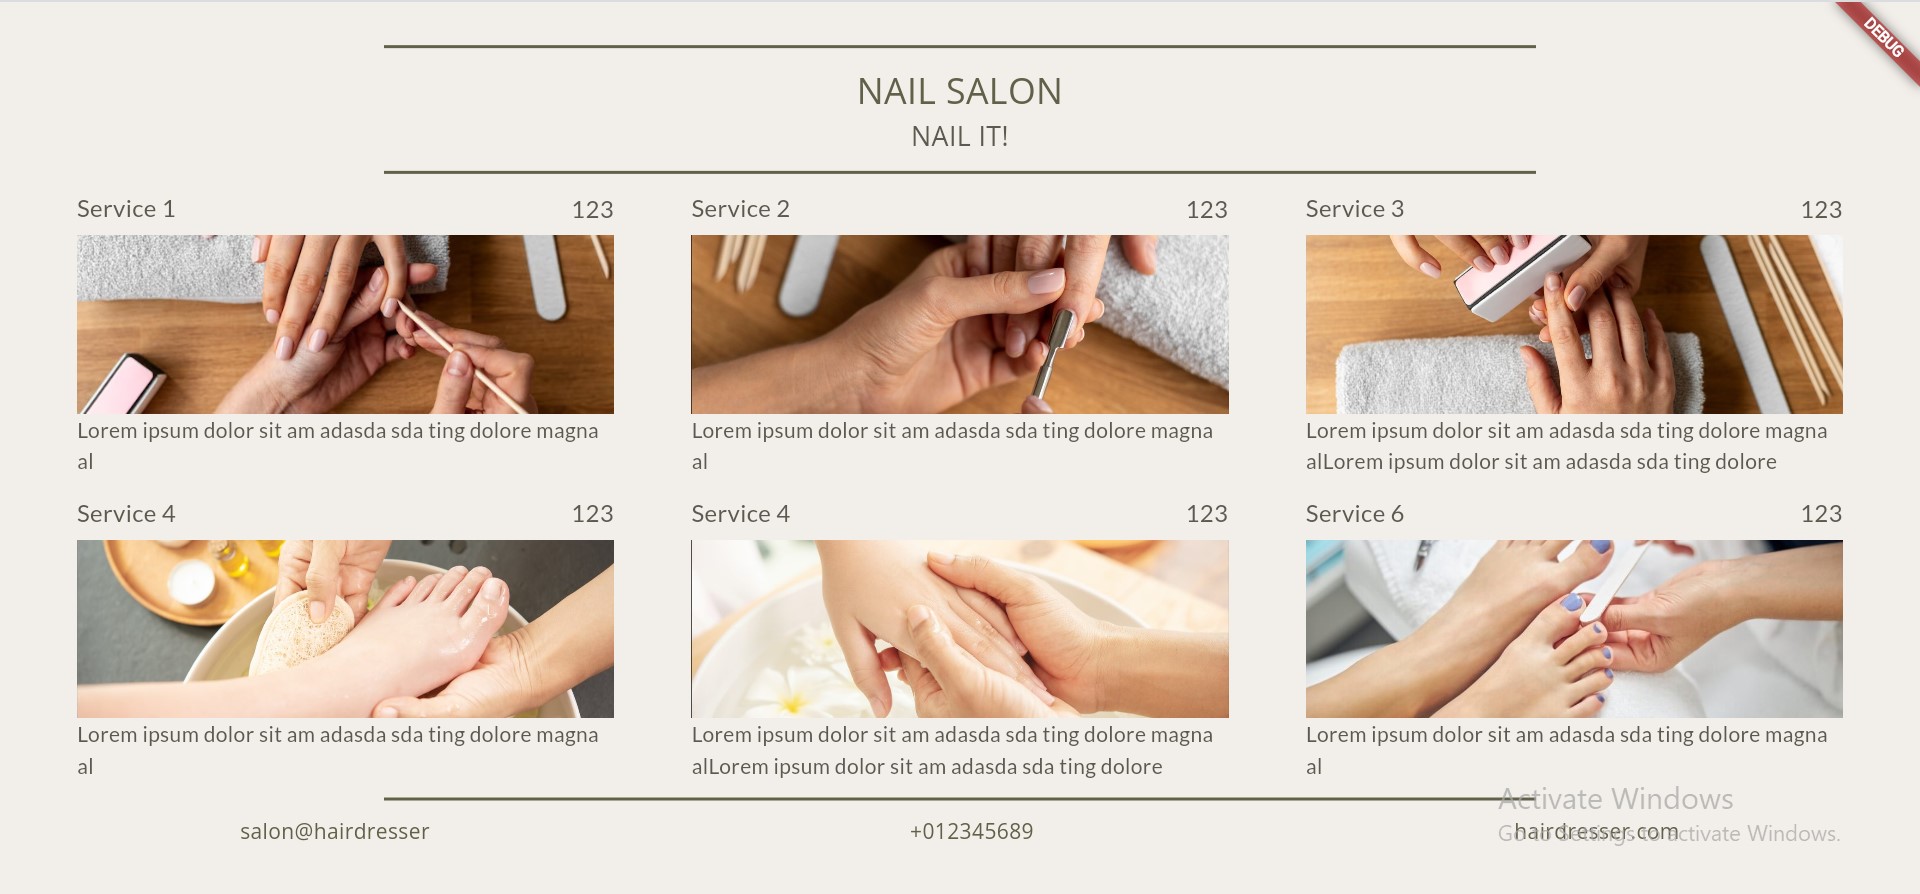 DEBUG
NAIL SALON
NAIL IT!
Service 1 123
Service 2 123
Service 3 123
Lorem ipsum dolor sit am adasda sda ting dolore magna
al
Lorem ipsum dolor sit am adasda sda ting dolore magna
al
Lorem ipsum dolor sit am adasda sda ting dolore magna
alLorem ipsum dolor sit am adasda sda ting dolore
Service 4 123
Service 4 123
Service 6 123
Lorem ipsum dolor sit am adasda sda ting dolore magna
al
Lorem ipsum dolor sit am adasda sda ting dolore magna
alLorem ipsum dolor sit am adasda sda ting dolore
Lorem ipsum dolor sit am adasda sda ting dolore magna
al
salon@hairdresser
+012345689
hairdresser.com
Activate Windows
Go to Settings to activate Windows.